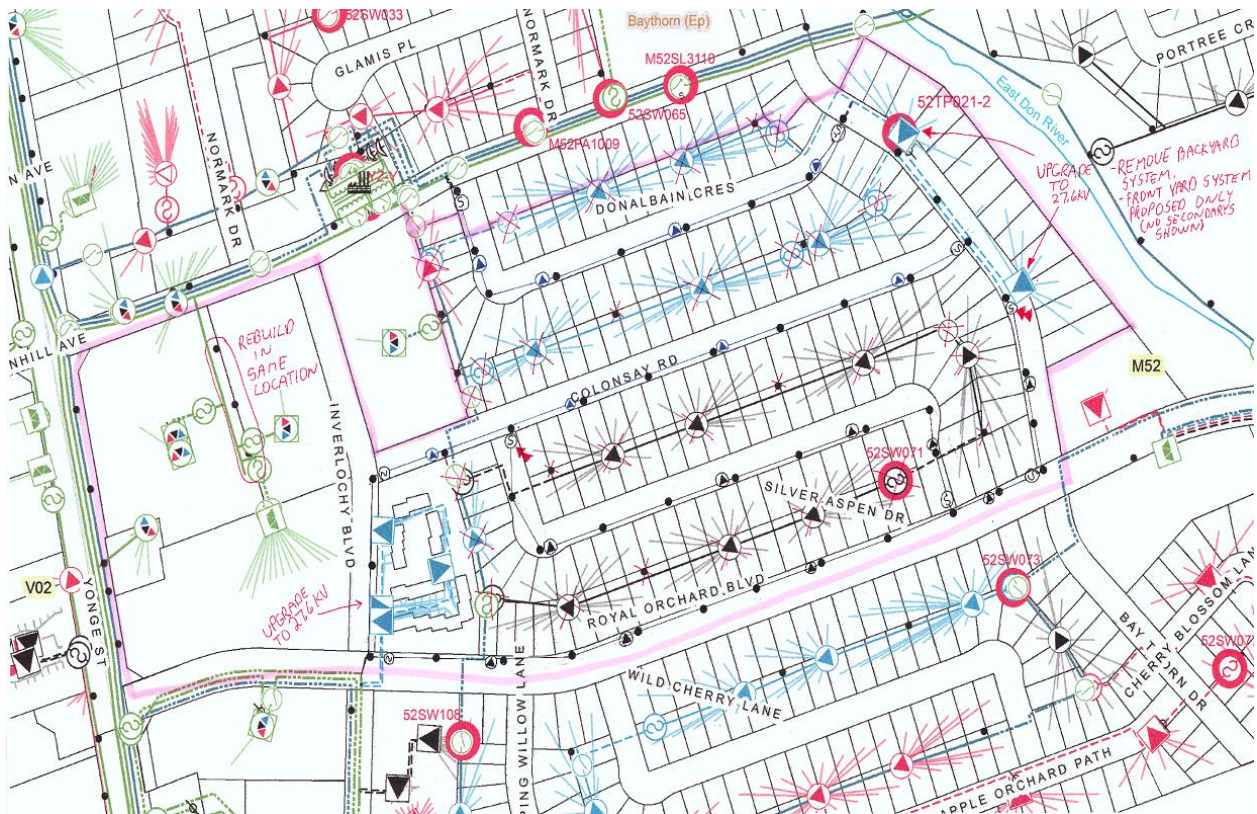 52SW033
Baythorn (Ep)
NORMARK DR
GLAMIS PL
PORTREE CR
M52SL3110
52SW065
East Don River
52TP021-2
M52PA1009
N AVE
NORMARK DR
UPGRADE
TO
27.6KV
-REMOVE BACKYARD
SYSTEM.
-FRONT YARD SYSTEM
PROPOSED ONLY
(NO SECONDARYS
SHOWN)
DONALBAIN CRES
NHILL AVE
REBUILD
IN
SAME
LOCATION
COLONSAY RD
M52
INVERLOCHY BLVD
52SW071
SILVER ASPEN DR
52SW073
V02
YONGE ST
UPGRADE
TO 27.6 KV
ROYAL ORCHARD BLVD
CHERRY BLOSSOM LAN
BAYTHORN DR
52SW07
WILD CHERRY LANE
52SW108
PING WILLOW LANE
APPLE ORCHARD PATH